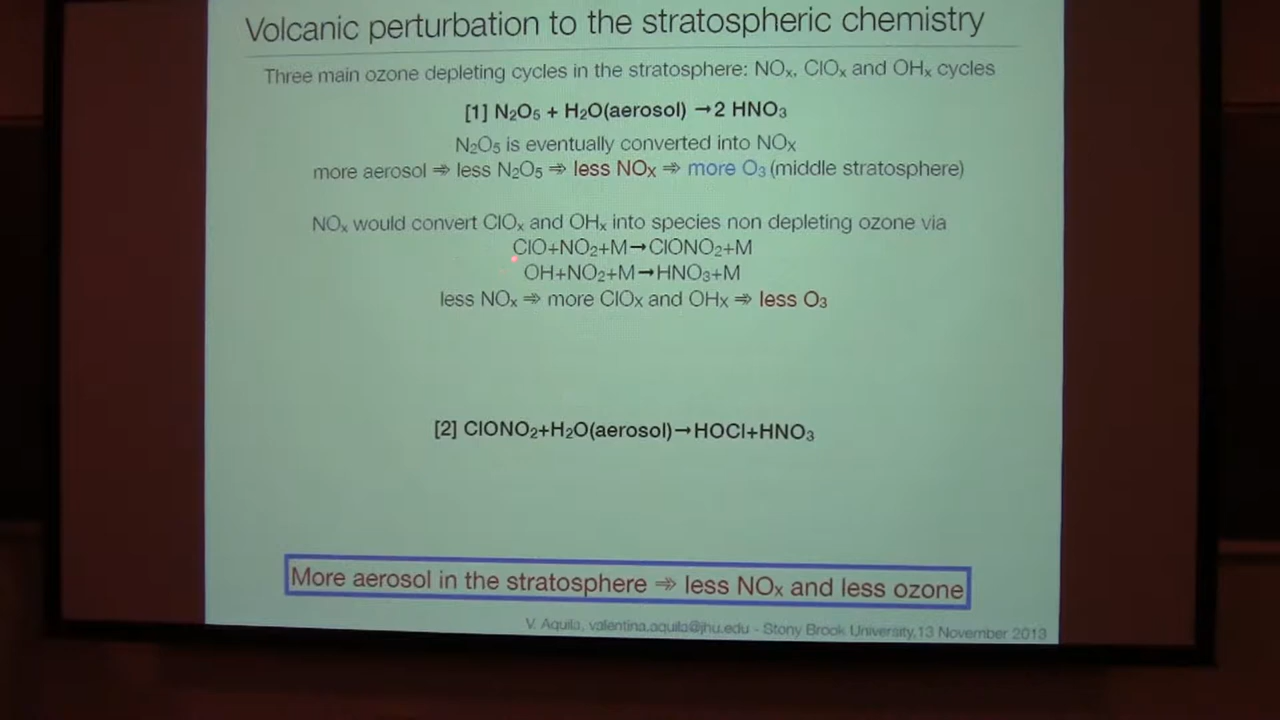 Volcanic perturbation to the stratospheric chemistry
Three main ozone depleting cycles in the stratosphere: NOₓ, ClOₓ and OHₓ cycles
[1] N₂O₅ + H₂O(aerosol) →2 HNO₃
N₂O₅ is eventually converted into NOₓ
more aerosol ⇒ less N₂O₅ ⇒ less NOₓ ⇒ more O₃ (middle stratosphere)
NOₓ would convert ClOₓ and OHₓ into species non depleting ozone via
ClO+NO₂+M→ClONO₂+M
OH+NO₂+M→HNO₃+M
less NOₓ ⇒ more ClOₓ and OHₓ ⇒ less O₃
[2] ClONO₂+H₂O(aerosol)→HOCl+HNO₃
More aerosol in the stratosphere ⇒ less NOₓ and less ozone
V. Aquila, valentina.aquila@jhu.edu - Stony Brook University,13 November 2013